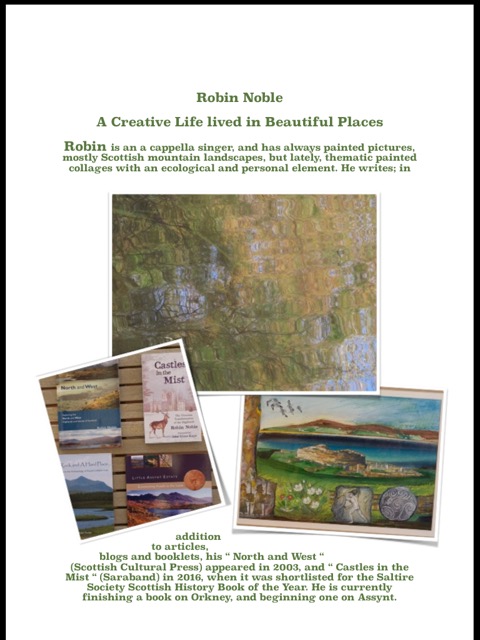 Robin Noble
A Creative Life lived in Beautiful Places
Robin is an a cappella singer, and has always painted pictures,
mostly Scottish mountain landscapes, but lately, thematic painted
collages with an ecological and personal element. He writes; in
North and West
Castles
in the
Mist
Robin Noble
addition
to articles,
blogs and booklets, his “ North and West “
(Scottish Cultural Press) appeared in 2003, and “ Castles in the
Mist “ (Saraband) in 2016, when it was shortlisted for the Saltire
Society Scottish History Book of the Year. He is currently
finishing a book on Orkney, and beginning one on Assynt.